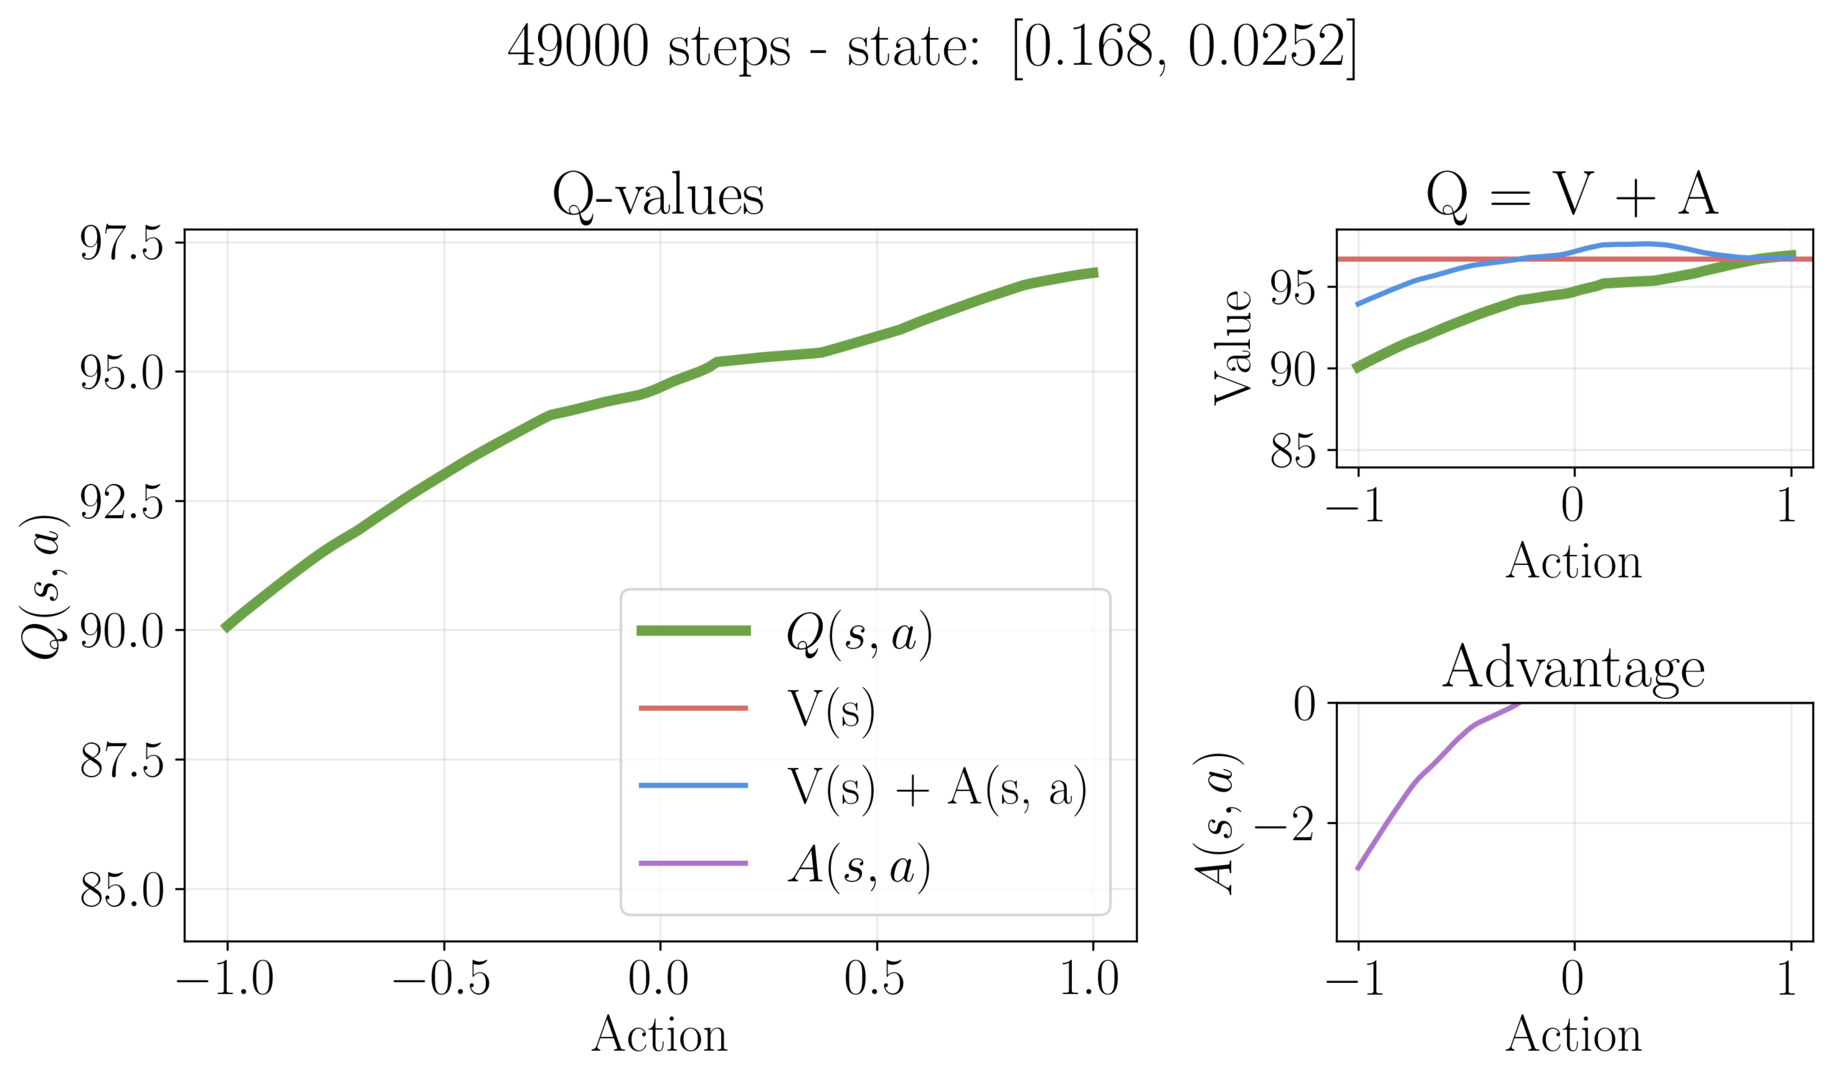 49000 steps - state: [0.168, 0.0252]
Q-values
97.5
95.0
92.5
90.0
87.5
85.0
Q(s, a)
−1.0 −0.5 0.0 0.5 1.0
Action
Q(s, a)
V(s)
V(s) + A(s, a)
A(s, a)
Q = V + A
95
90
85
Value
−1 0 1
Action
Advantage
0
−2
A(s, a)
−1 0 1
Action